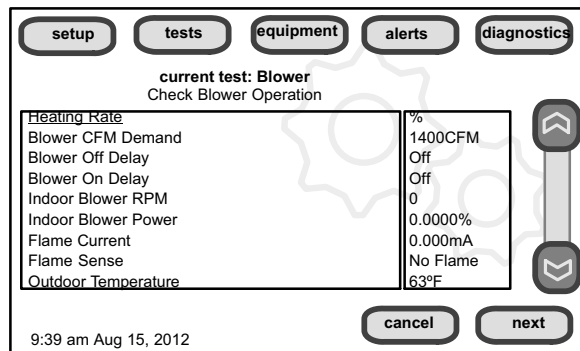 setup tests equipment alerts diagnostics
current test: Blower
Check Blower Operation
Heating Rate %
Blower CFM Demand 1400CFM
Blower Off Delay Off
Blower On Delay Off
Indoor Blower RPM 0
Indoor Blower Power 0.0000%
Flame Current 0.000mA
Flame Sense No Flame
Outdoor Temperature 63ºF
cancel next
9:39 am Aug 15, 2012